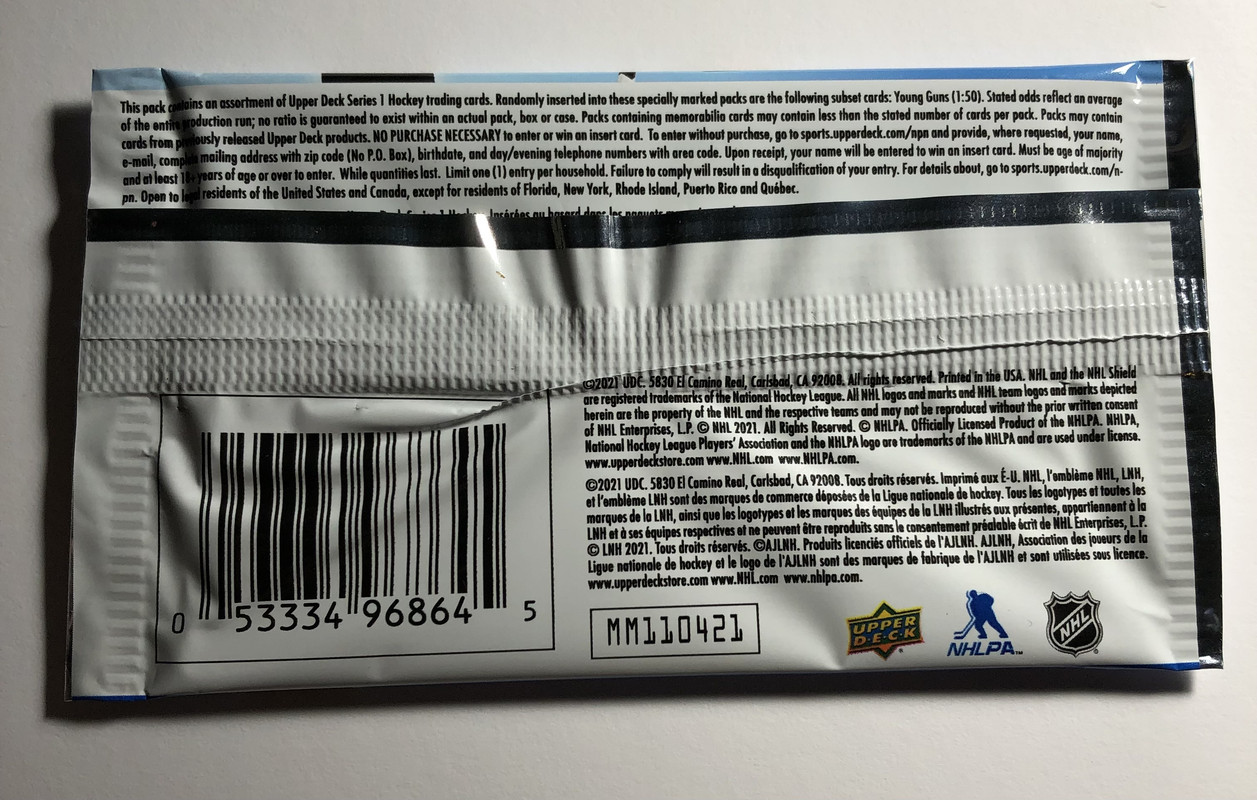 This pack contains an assortment of Upper Deck Series 1 Hockey trading cards. Randomly inserted into these specially marked packs are the following subset cards: Young Guns (1:50). Stated odds reflect an average
of the entire production run; no ratio is guaranteed to exist within an actual pack, box or case. Packs containing memorabilia cards may contain less than the stated number of cards per pack. Packs may contain
cards from previously released Upper Deck products. NO PURCHASE NECESSARY to enter or win an insert card. To enter without purchase, go to sports.upperdeck.com/npn and provide, where requested, your name,
e-mail, complete mailing address with zip code (No P.O. Box), birthdate, and day/evening telephone numbers with area code. Upon receipt, your name will be entered to win an insert card. Must be age of majority
and at least 18+ years of age or over to enter. While quantities last. Limit one (1) entry per household. Failure to comply will result in a disqualification of your entry. For details about, go to sports.upperdeck.com/n-
pn. Open to legal residents of the United States and Canada, except for residents of Florida, New York, Rhode Island, Puerto Rico and Québec.
Insérées au hasard dans les paquets
©2021 UDC. 5830 El Camino Real, Carlsbad, CA 92008. All rights reserved. Printed in the USA. NHL and the NHL Shield
are registered trademarks of the National Hockey League. All NHL logos and marks and NHL team logos and marks depicted
herein are the property of the NHL and the respective teams and may not be reproduced without the prior written consent
of NHL Enterprises, L.P. © NHL 2021. All Rights Reserved. © NHLPA. Officially Licensed Product of the NHLPA. NHLPA,
National Hockey League Players' Association and the NHLPA logo are trademarks of the NHLPA and are used under license.
www.upperdeckstore.com www.NHL.com www.NHLPA.com.
©2021 UDC. 5830 El Camino Real, Carlsbad, CA 92008. Tous droits réservés. Imprimé aux É-U. NHL, l'emblème NHL, LNH,
et l'emblème LNH sont des marques de commerce déposées de la Ligue nationale de hockey. Tous les logotypes et toutes les
marques de la LNH, ainsi que les logotypes et les marques des équipes de la LNH illustrés aux présentes, appartiennent à la
LNH et à ses équipes respectives et ne peuvent être reproduits sans le consentement préalable écrit de NHL Enterprises, L.P.
© LNH 2021. Tous droits réservés. ©AJLNH. Produits licenciés officiels de l'AJLNH. AJLNH, Association des joueurs de la
Ligue nationale de hockey et le logo de l'AJLNH sont des marques de fabrique de l'AJLNH et sont utilisées sous licence.
www.upperdeckstore.com www.NHL.com www.nhlpa.com.
0 53334 96864 5
MM110421
UPPER
D·E·C·K
NHLPA™
NHL